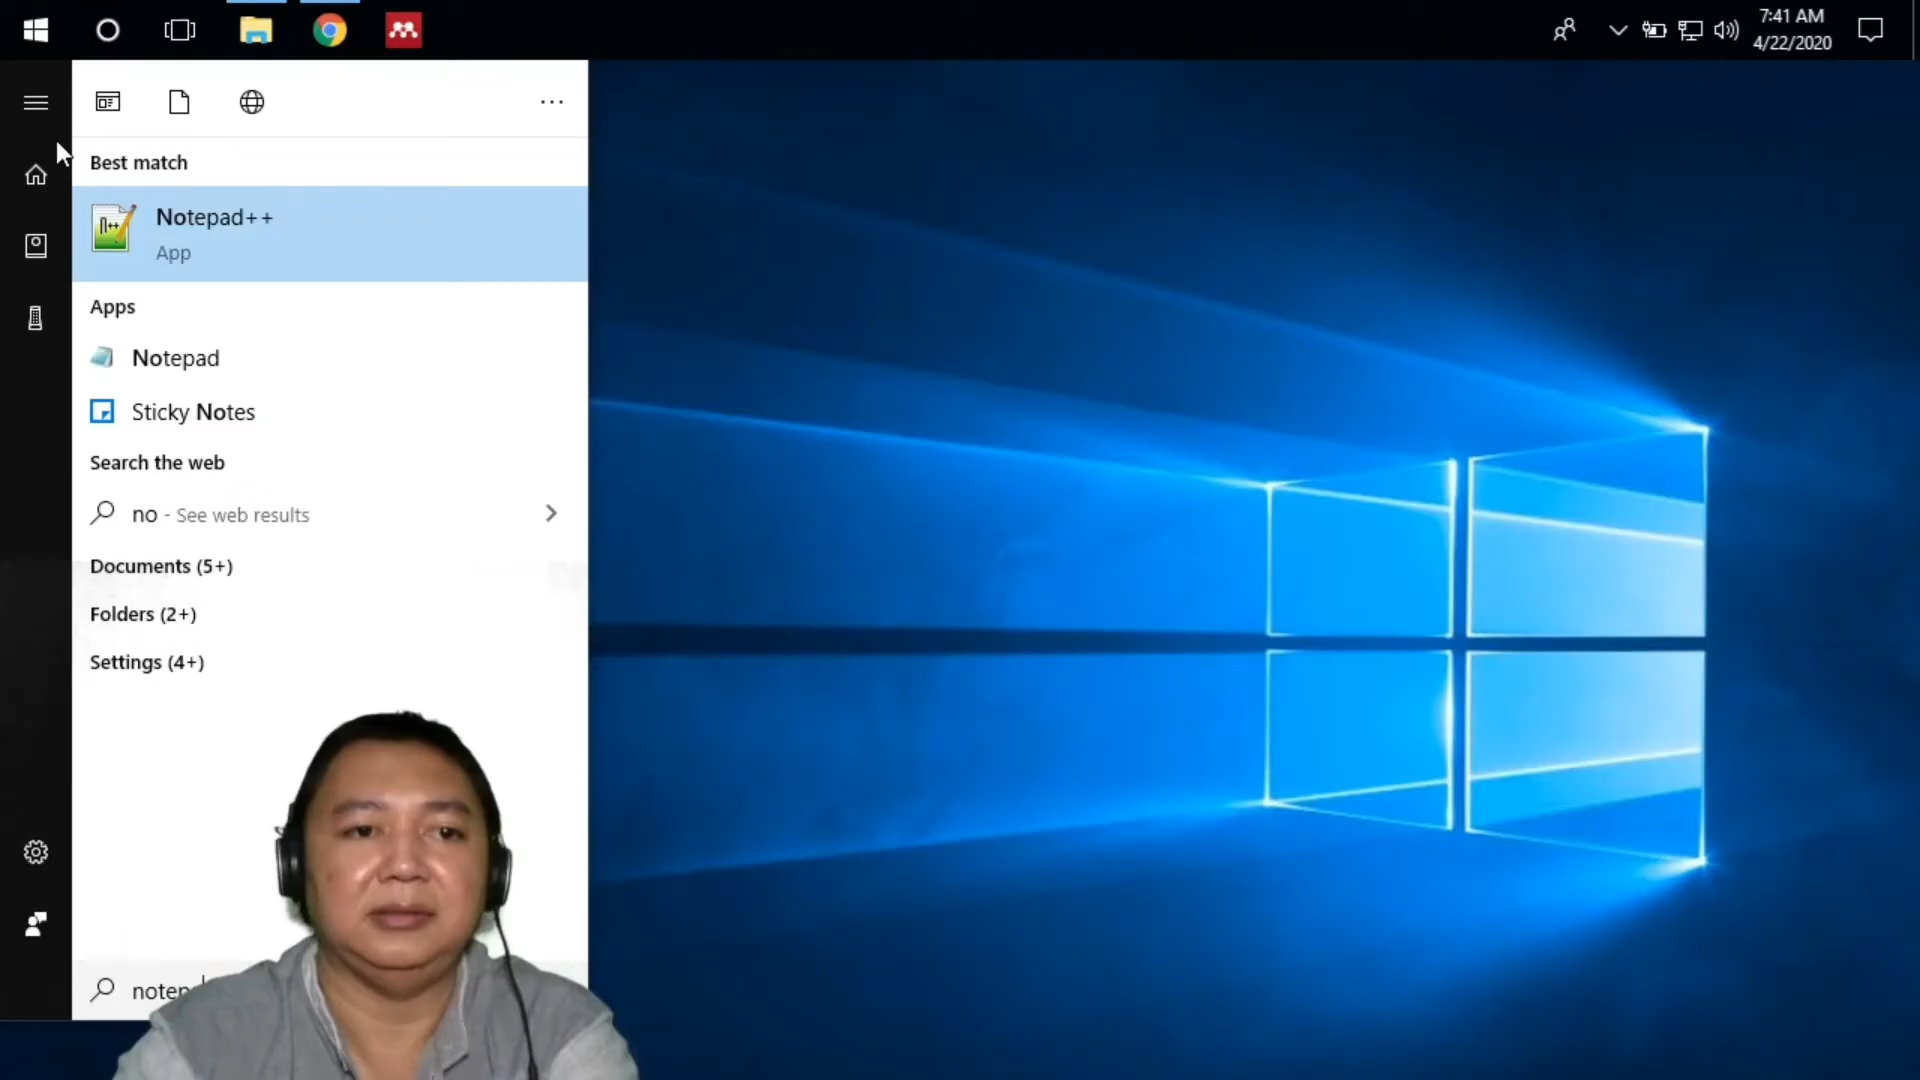 7:41 AM
4/22/2020
Best match
Notepad++
App
Apps
Notepad
Sticky Notes
Search the web
no - See web results
Documents (5+)
Folders (2+)
Settings (4+)
notep